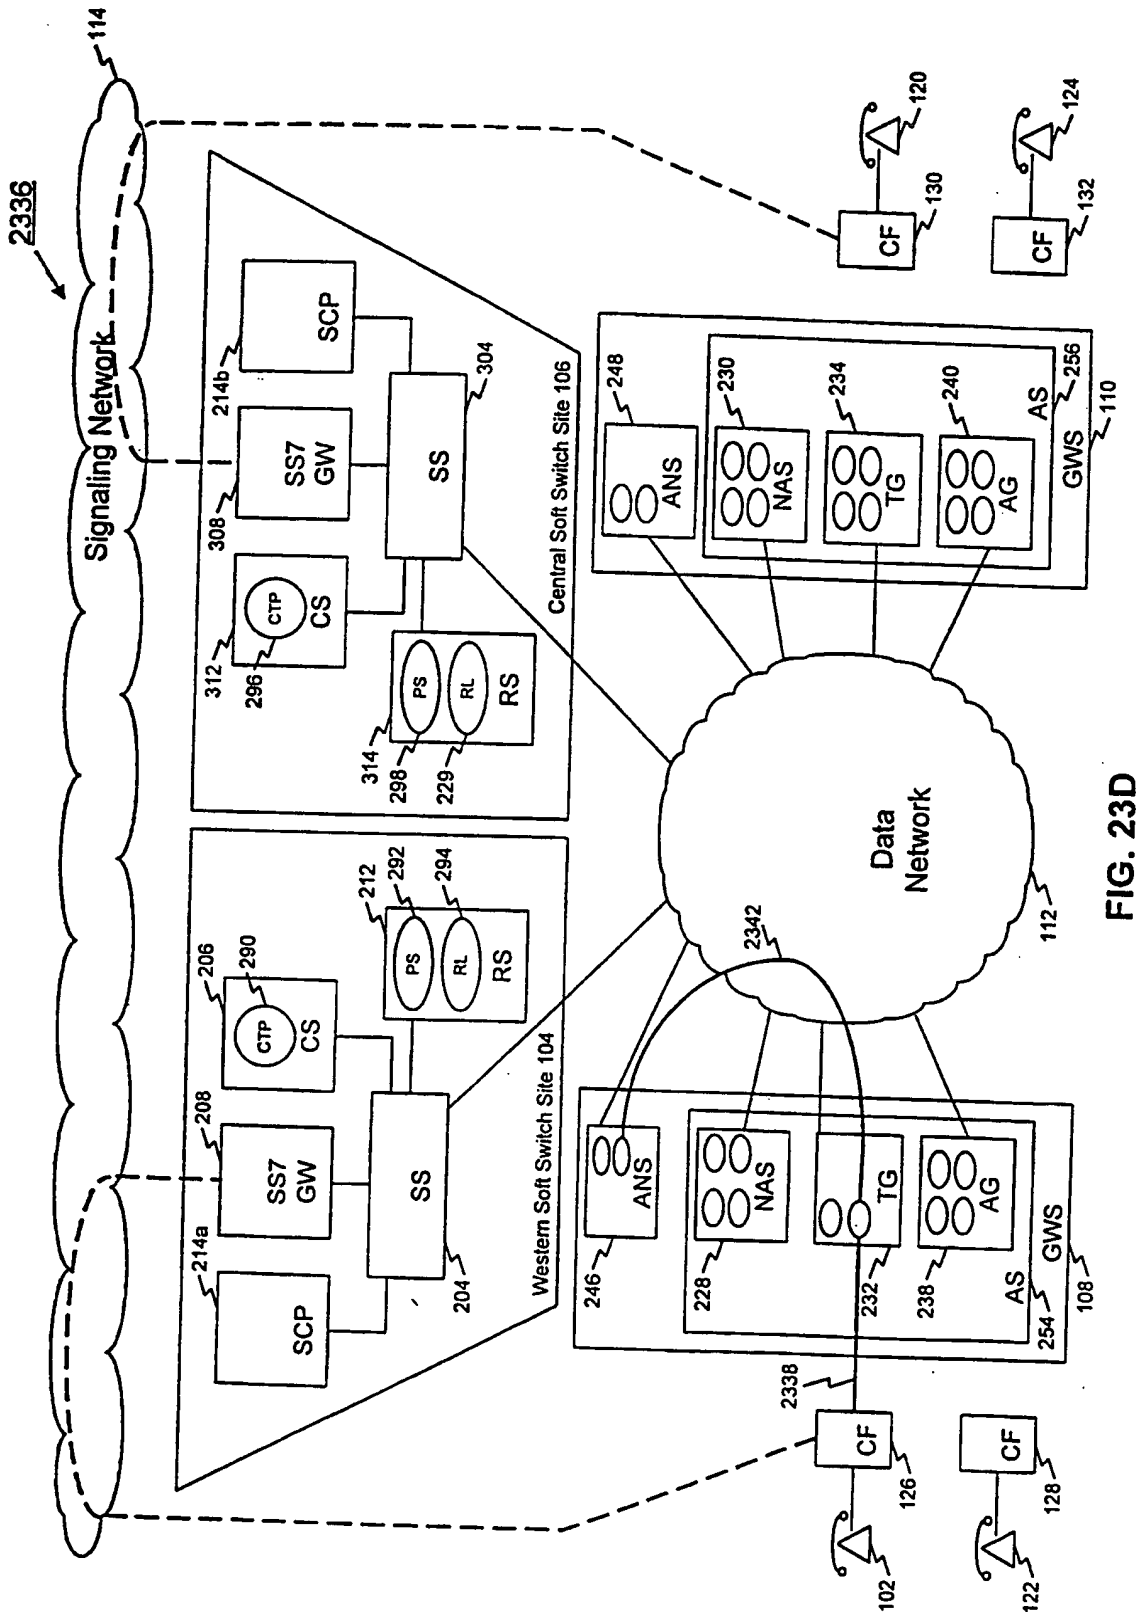 2336
114
Signaling Network
214a
SCP
208
SS7
GW
206
CTP
290
CS
212
PS
292
RL
294
RS
SS
204
Western Soft Switch Site 104
312
CTP
296
CS
308
SS7
GW
214b
SCP
314
PS
298
RL
229
RS
SS
304
Central Soft Switch Site 106
246
ANS
228
NAS
232
TG
238
AG
AS
254
GWS
108
2338
2342
Data
Network
112
248
ANS
230
NAS
234
TG
240
AG
AS
256
GWS
110
102
CF
126
122
CF
128
CF
130
120
CF
132
124
FIG. 23D